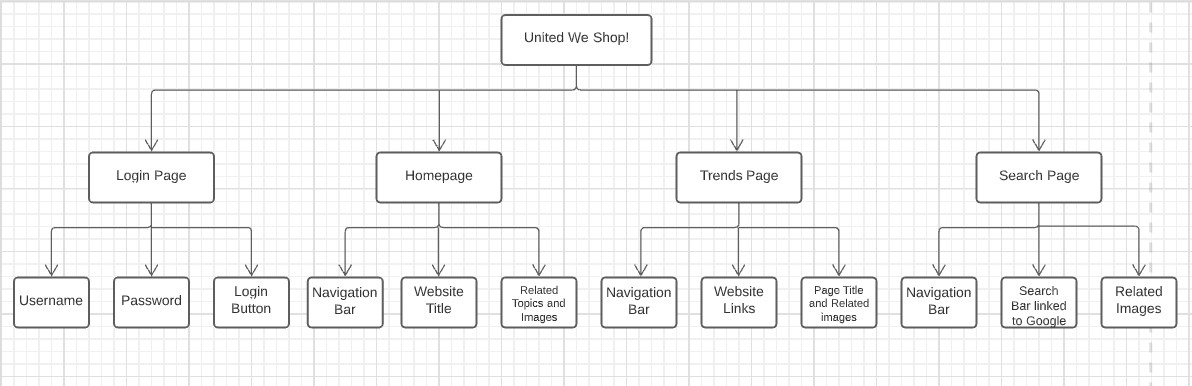 United We Shop!
Login Page
Homepage
Trends Page
Search Page
Username
Password
Login
Button
Navigation
Bar
Website
Title
Related
Topics and
Images
Navigation
Bar
Website
Links
Page Title
and Related
images
Navigation
Bar
Search
Bar linked
to Google
Related
Images